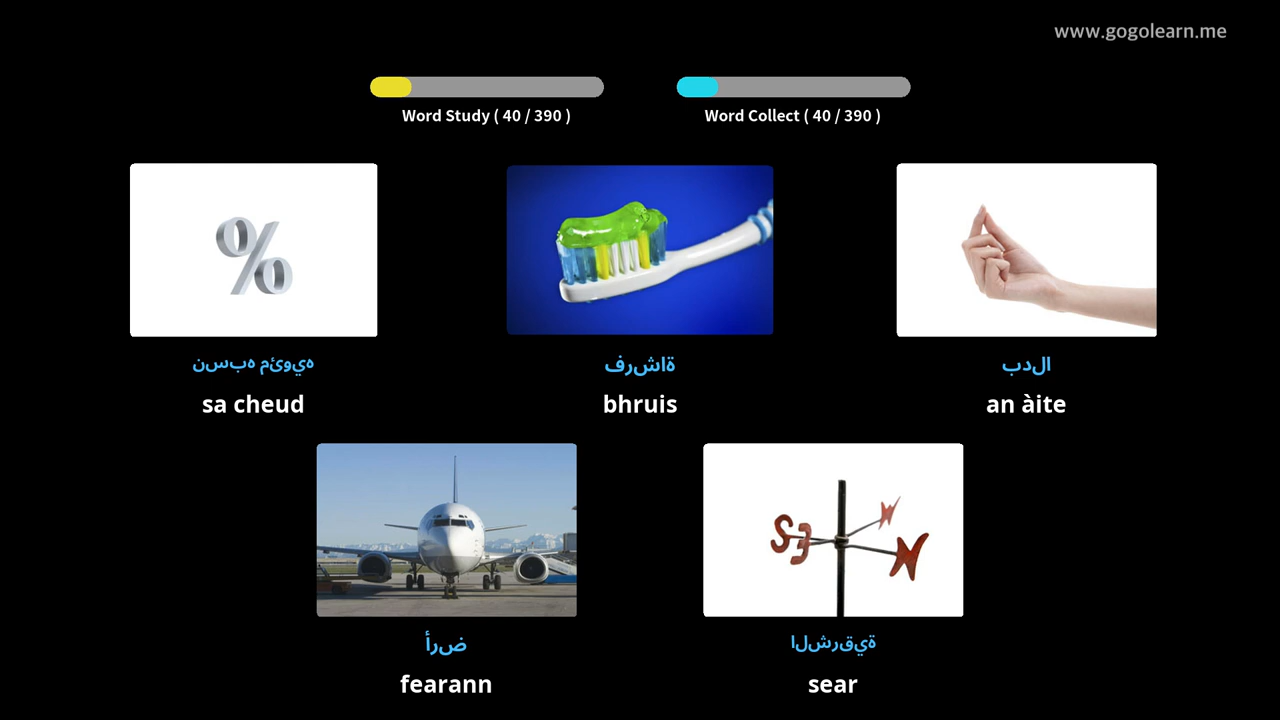 www.gogolearn.me
Word Study ( 40 / 390 )
Word Collect ( 40 / 390 )
%
نسبه مئويه
sa cheud
فرشاة
bhruis
بدلا
an àite
أرض
fearann
S
E
N
W
الشرقية
sear